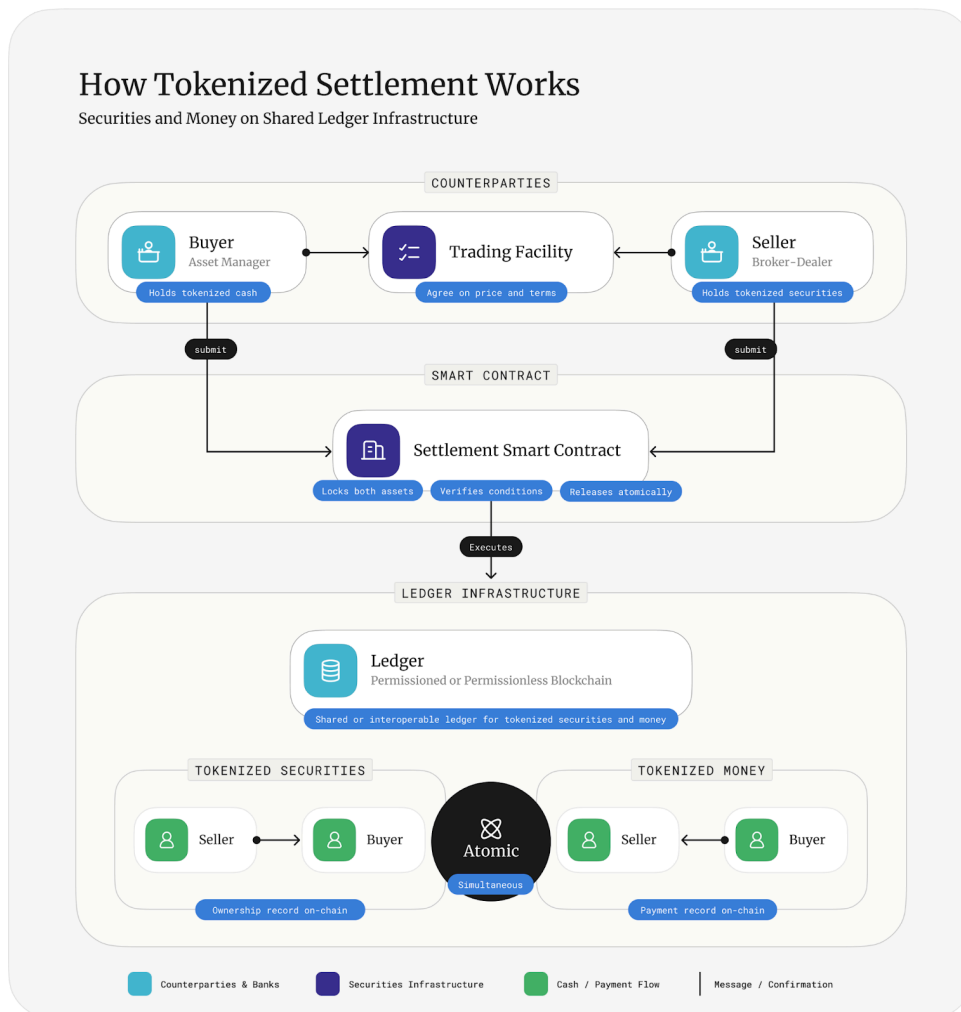 How Tokenized Settlement Works
Securities and Money on Shared Ledger Infrastructure
COUNTERPARTIES
Buyer
Asset Manager
Holds tokenized cash
Trading Facility
Agree on price and terms
Seller
Broker-Dealer
Holds tokenized securities
submit
submit
SMART CONTRACT
Settlement Smart Contract
Locks both assets
Verifies conditions
Releases atomically
Executes
LEDGER INFRASTRUCTURE
Ledger
Permissioned or Permissionless Blockchain
Shared or interoperable ledger for tokenized securities and money
TOKENIZED SECURITIES
Seller
Buyer
Ownership record on-chain
Atomic
Simultaneous
TOKENIZED MONEY
Seller
Buyer
Payment record on-chain
Counterparties & Banks
Securities Infrastructure
Cash / Payment Flow
Message / Confirmation